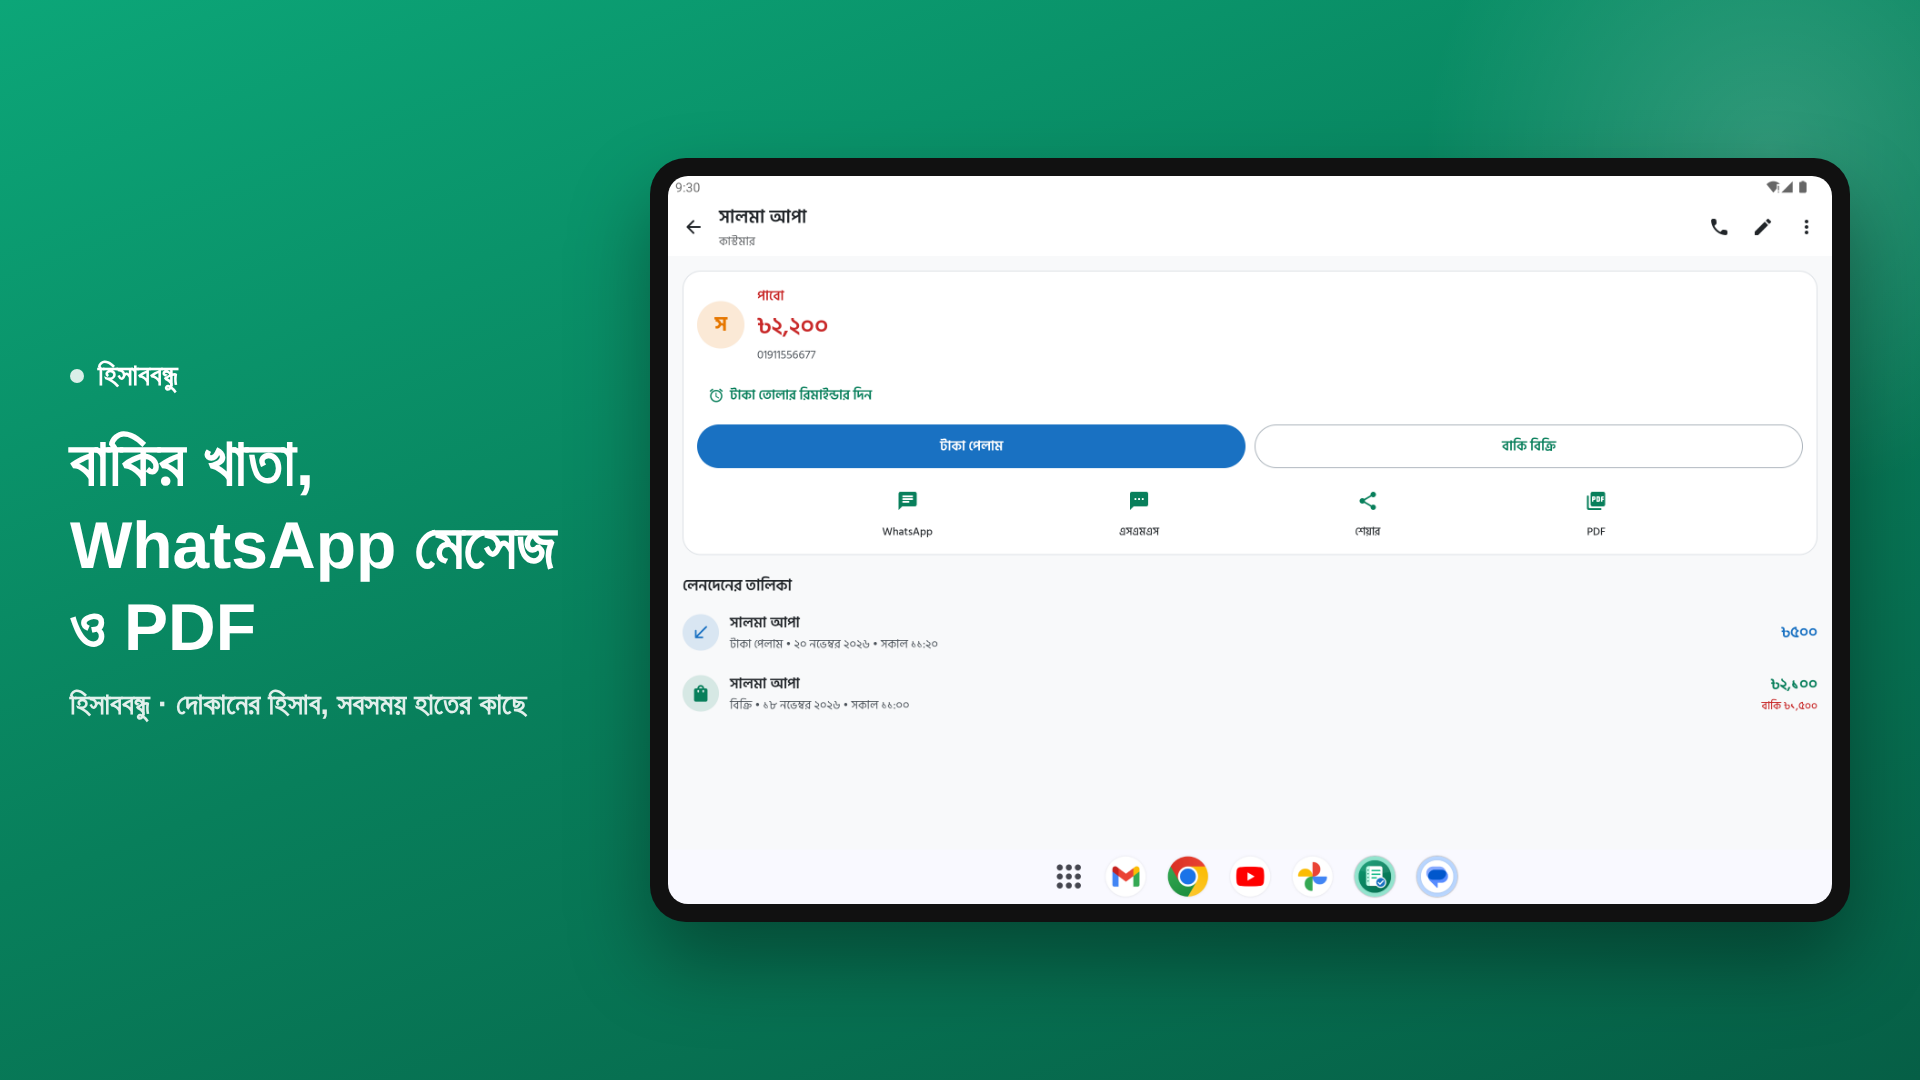 হিসাববন্ধু
বাকির খাতা,
WhatsApp মেসেজ
ও PDF
হিসাববন্ধু · দোকানের হিসাব, সবসময় হাতের কাছে
9:30
সালমা আপা
কাস্টমার
পাবো
স
৳২,২০০
01911556677
টাকা তোলার রিমাইন্ডার দিন
টাকা পেলাম
বাকি বিক্রি
WhatsApp
এসএমএস
শেয়ার
PDF
লেনদেনের তালিকা
সালমা আপা
টাকা পেলাম • ২০ নভেম্বর ২০২৬ • সকাল ১১:২০
৳৫০০
সালমা আপা
বিক্রি • ১৮ নভেম্বর ২০২৬ • সকাল ১১:০০
৳২,১০০
বাকি ৳১,৫০০